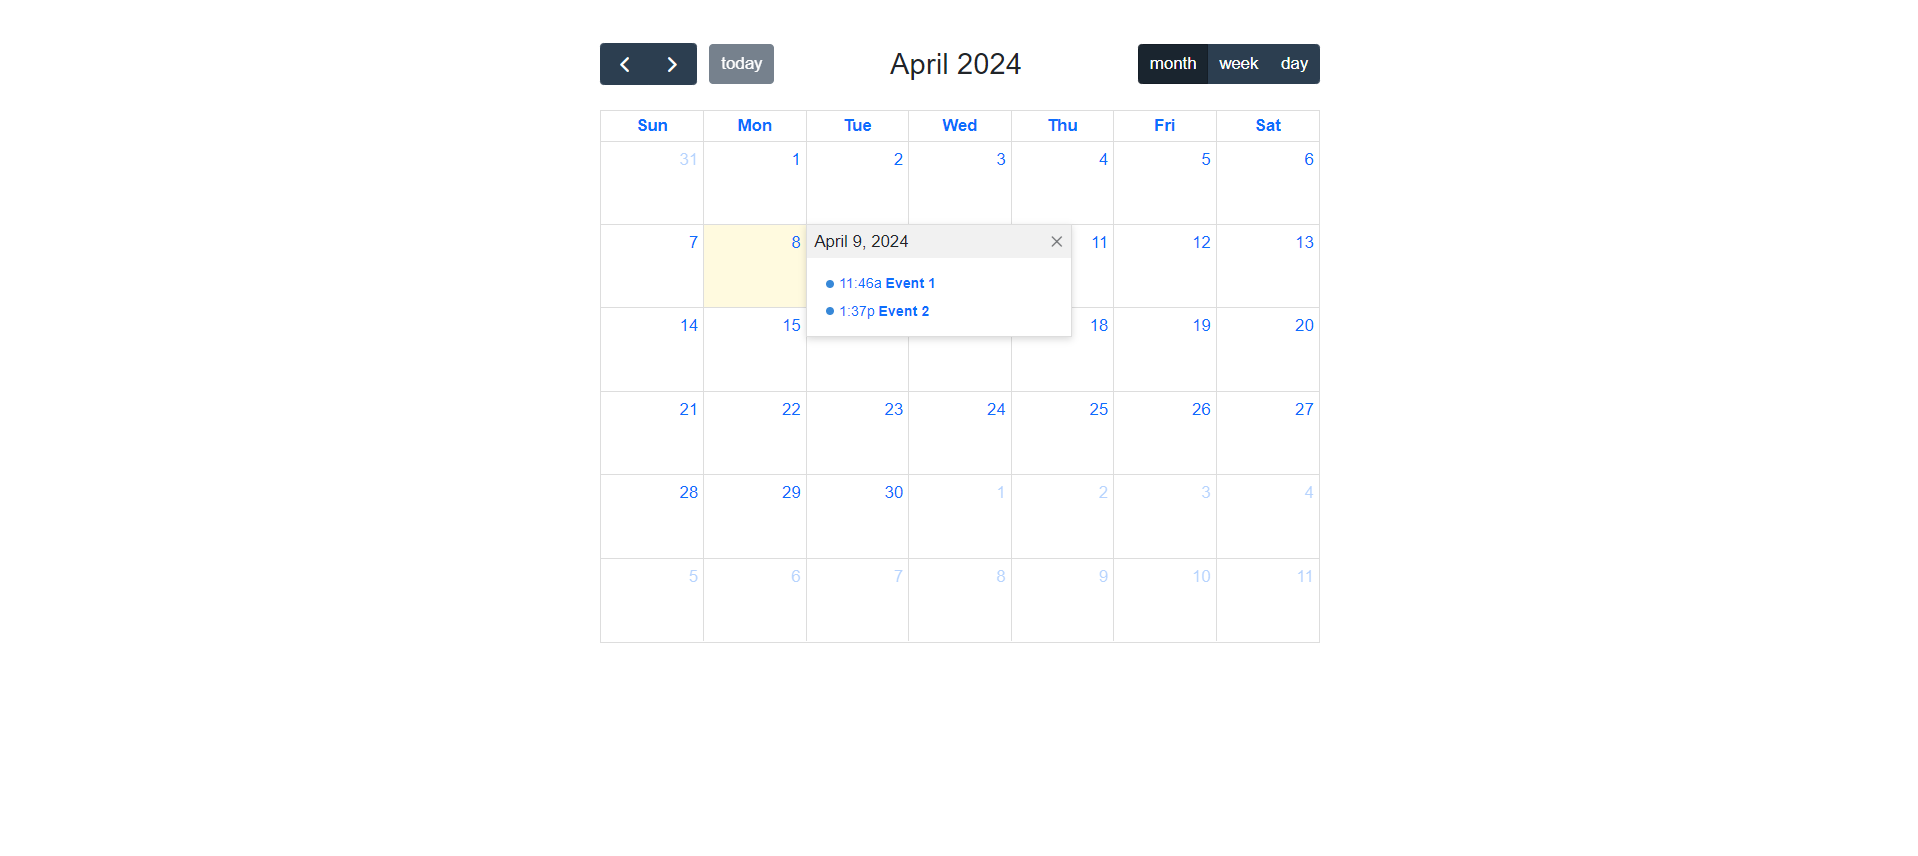 today
April 2024
month week day
Sun Mon Tue Wed Thu Fri Sat
31 1 2 3 4 5 6
7 8 April 9, 2024 11 12 13
11:46a Event 1
1:37p Event 2
14 15 18 19 20
21 22 23 24 25 26 27
28 29 30 1 2 3 4
5 6 7 8 9 10 11